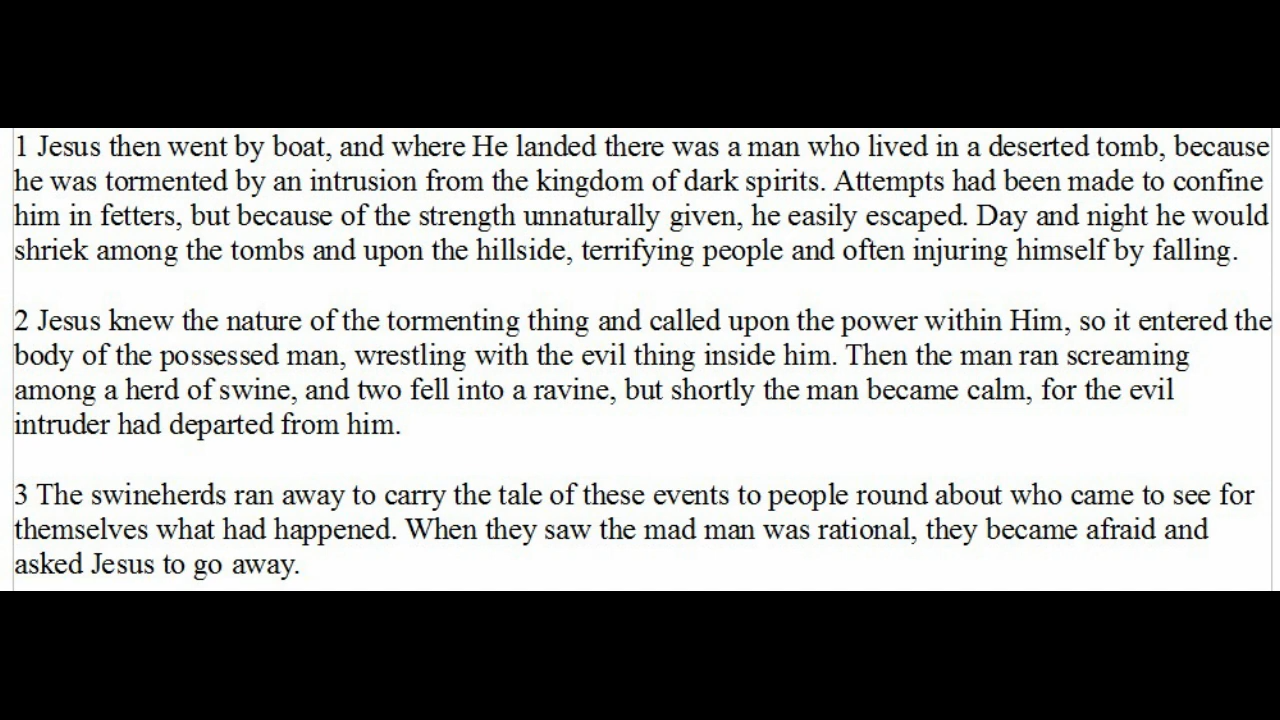 1 Jesus then went by boat, and where He landed there was a man who lived in a deserted tomb, because
he was tormented by an intrusion from the kingdom of dark spirits. Attempts had been made to confine
him in fetters, but because of the strength unnaturally given, he easily escaped. Day and night he would
shriek among the tombs and upon the hillside, terrifying people and often injuring himself by falling.
2 Jesus knew the nature of the tormenting thing and called upon the power within Him, so it entered the
body of the possessed man, wrestling with the evil thing inside him. Then the man ran screaming
among a herd of swine, and two fell into a ravine, but shortly the man became calm, for the evil
intruder had departed from him.
3 The swineherds ran away to carry the tale of these events to people round about who came to see for
themselves what had happened. When they saw the mad man was rational, they became afraid and
asked Jesus to go away.